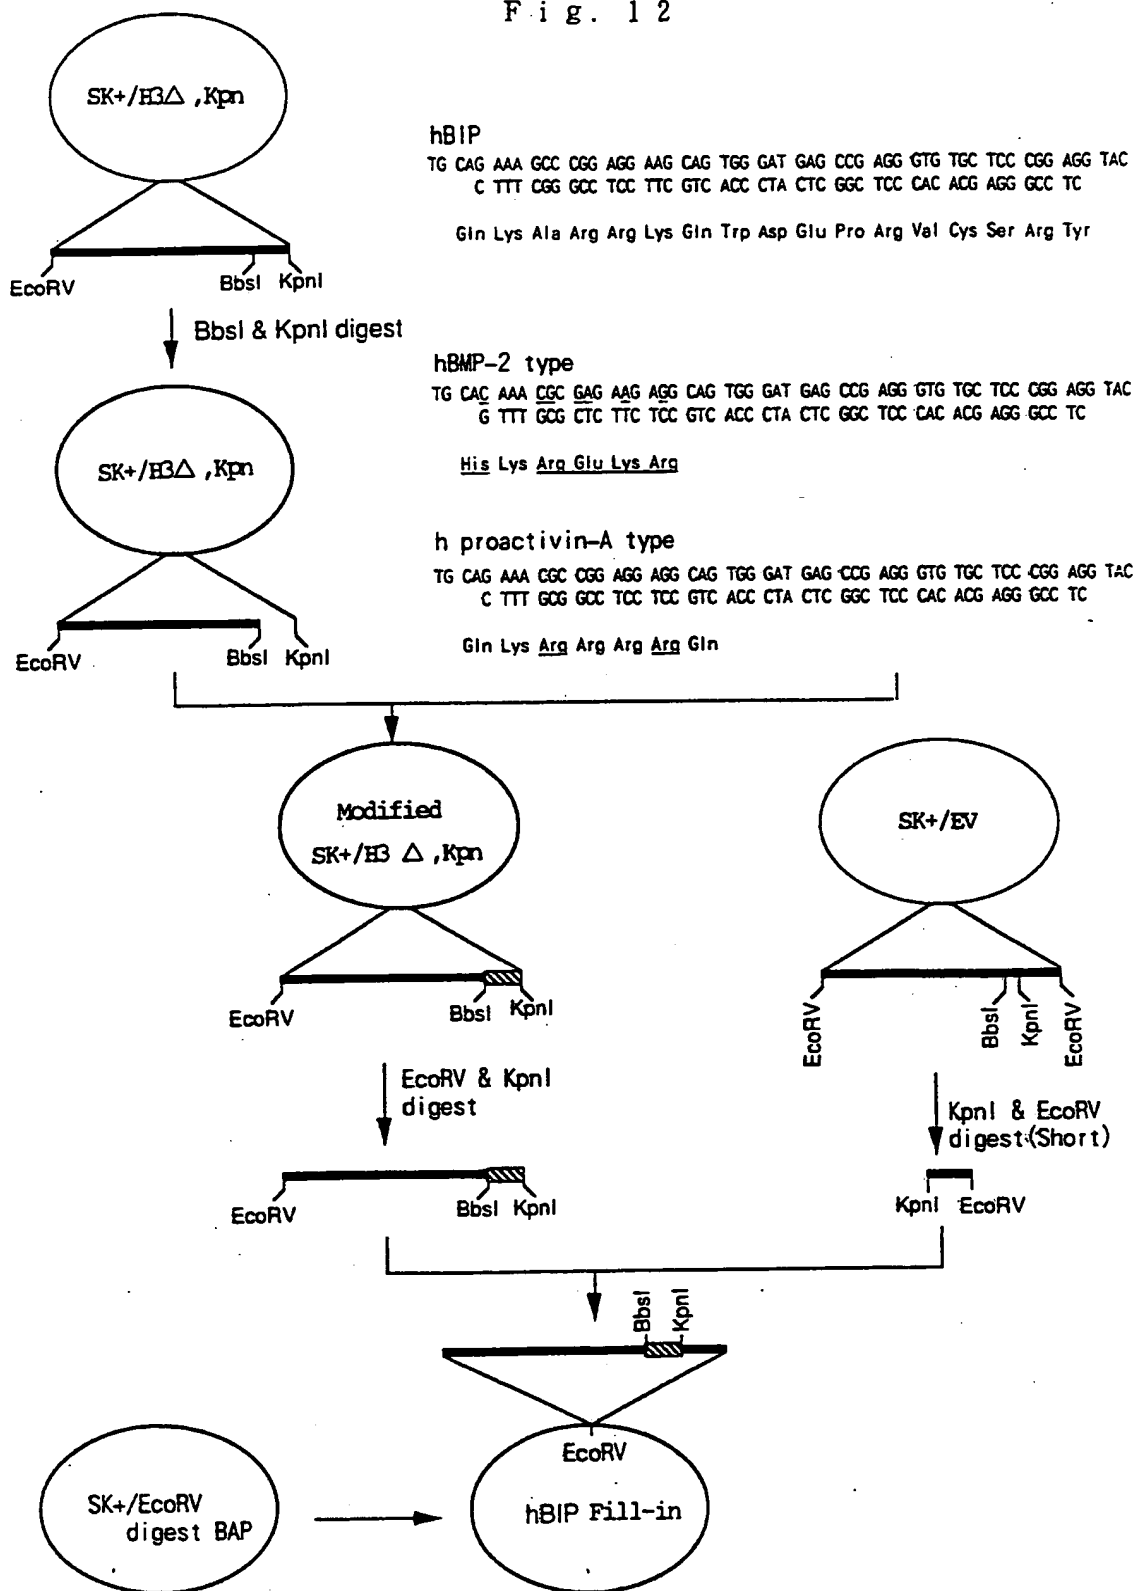 Fig. 12
SK+/H3△ ,Kpn
EcoRV
BbsI KpnI
BbsI & KpnI digest
hBIP
TG CAG AAA GCC CGG AGG AAG CAG TGG GAT GAG CCG AGG GTG TGC TCC CGG AGG TAC
C TTT CGG GCC TCC TTC GTC ACC CTA CTC GGC TCC CAC ACG AGG GCC TC
Gln Lys Ala Arg Arg Lys Gln Trp Asp Glu Pro Arg Val Cys Ser Arg Tyr
hBMP-2 type
TG CAC AAA CGC GAG AAG AGG CAG TGG GAT GAG CCG AGG GTG TGC TCC CGG AGG TAC
G TTT GCG CTC TTC TCC GTC ACC CTA CTC GGC TCC CAC ACG AGG GCC TC
His Lys Arg Glu Lys Arg
SK+/H3△ ,Kpn
EcoRV
BbsI KpnI
h proactivin-A type
TG CAG AAA CGC CGG AGG AGG CAG TGG GAT GAG CCG AGG GTG TGC TCC CGG AGG TAC
C TTT GCG GCC TCC TCC GTC ACC CTA CTC GGC TCC CAC ACG AGG GCC TC
Gln Lys Arg Arg Arg Arg Gln
Modified
SK+/H3 △ ,Kpn
EcoRV
BbsI KpnI
SK+/EV
EcoRV
BbsI
KpnI
EcoRV
EcoRV & KpnI
digest
KpnI & EcoRV
digest(Short)
EcoRV
BbsI KpnI
KpnI EcoRV
BbsI
KpnI
EcoRV
hBIP Fill-in
SK+/EcoRV
digest BAP